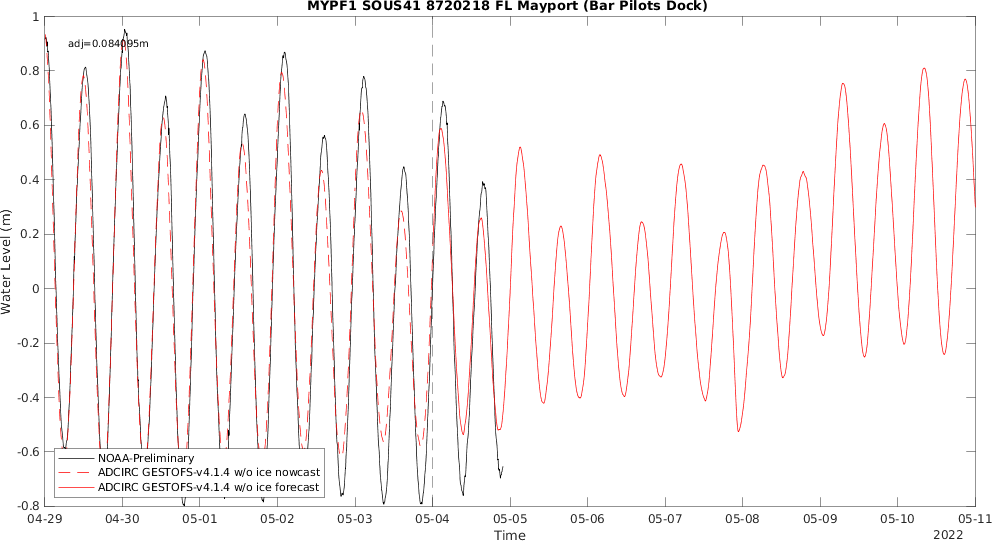 MYPF1 SOUS41 8720218 FL Mayport (Bar Pilots Dock)
adj=0.084095m
Water Level (m)
1
0.8
0.6
0.4
0.2
0
-0.2
-0.4
-0.6
-0.8
NOAA-Preliminary
ADCIRC GESTOFS-v4.1.4 w/o ice nowcast
ADCIRC GESTOFS-v4.1.4 w/o ice forecast
04-29 04-30 05-01 05-02 05-03 05-04 05-05 05-06 05-07 05-08 05-09 05-10 05-11
Time
2022